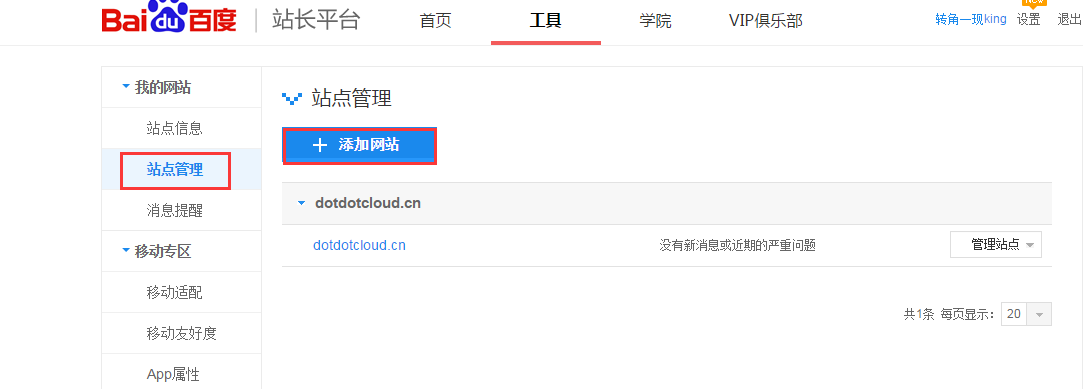 Bai du 百度 站长平台 首页 工具 学院 VIP俱乐部 转角一现king new 设置 退出
我的网站
站点信息
站点管理
消息提醒
移动专区
移动适配
移动友好度
App属性
站点管理
添加网站
dotdotcloud.cn
dotdotcloud.cn 没有新消息或近期的严重问题 管理站点
共1条 每页显示： 20